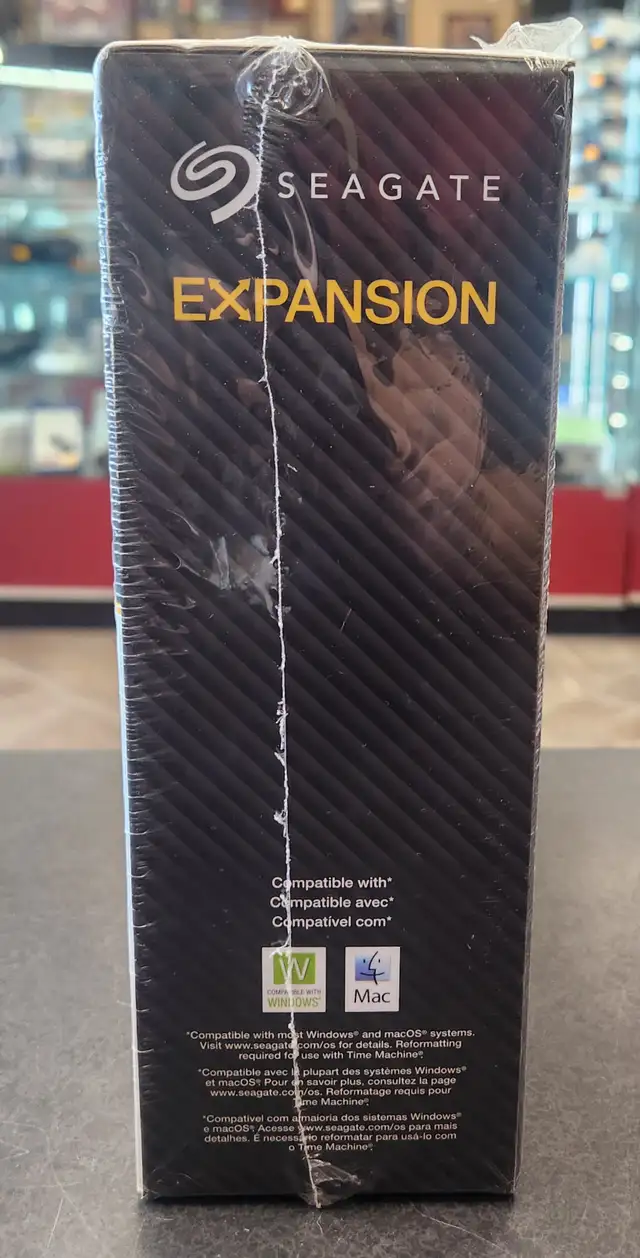 SEAGATE
EXPANSION
Compatible with*
Compatible avec*
Compatível com*
W
COMPATIBLE WITH
WINDOWS®
Mac
*Compatible with most Windows® and macOS® systems.
Visit www.seagate.com/os for details. Reformatting
required for use with Time Machine®.
*Compatible avec la plupart des systèmes Windows®
et macOS®. Pour en savoir plus, consultez la page
www.seagate.com/os. Reformatage requis pour
Time Machine®.
*Compatível com a maioria dos sistemas Windows®
e macOS®. Acesse www.seagate.com/os para mais
detalhes. É necessário reformatar para usá-lo com
o Time Machine®.